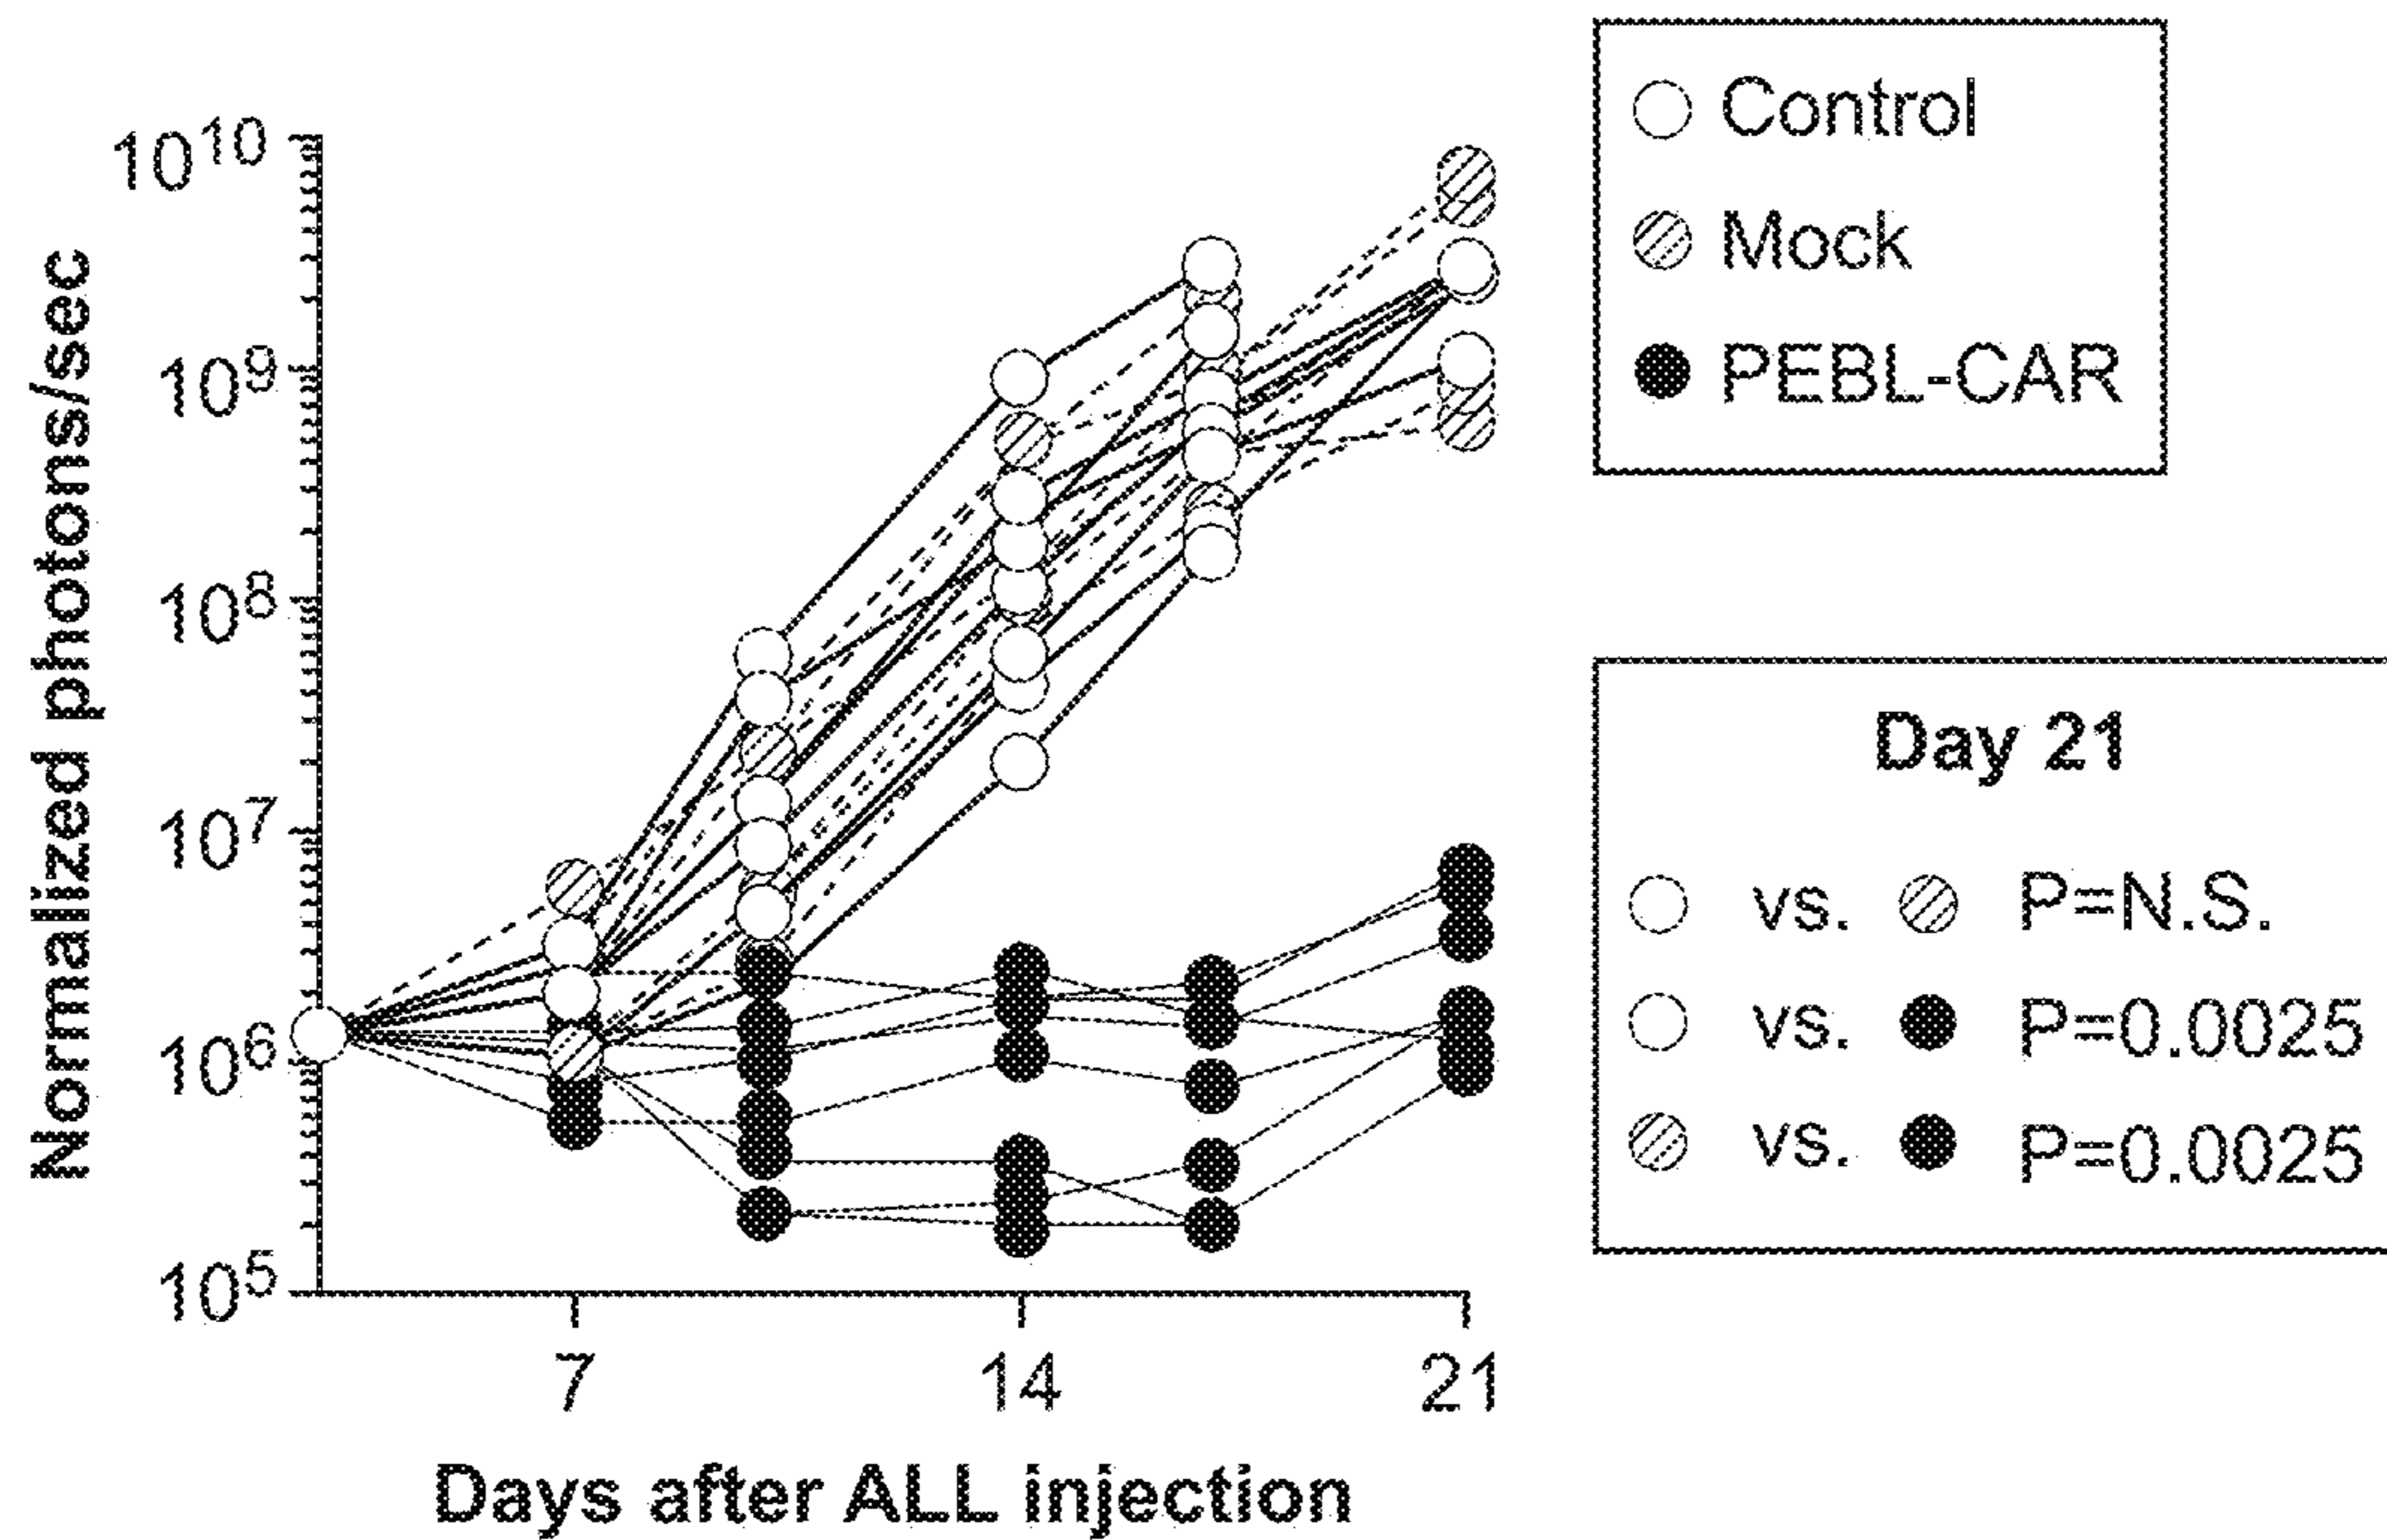 Normalized photons/sec
10^10
10^9
10^8
10^7
10^6
10^5
7 14 21
Days after ALL injection
Control
Mock
PEBL-CAR
Day 21
vs. P=N.S.
vs. P=0.0025
vs. P=0.0025